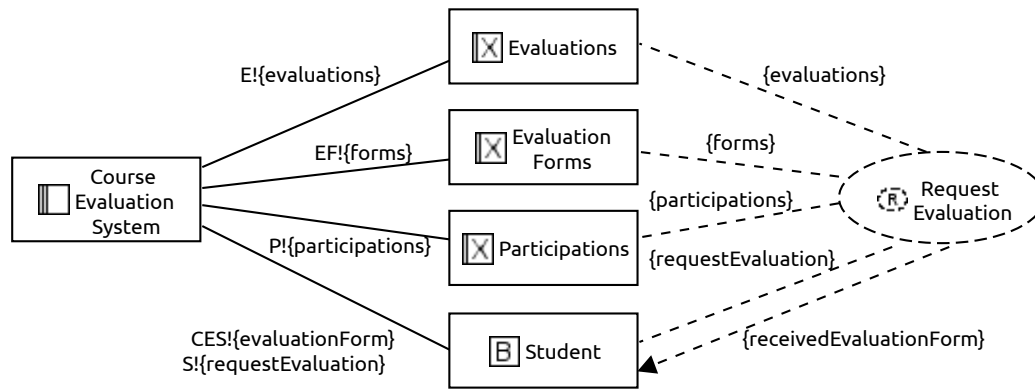 Evaluations
E!{evaluations}
{evaluations}
Evaluation
Forms
EF!{forms}
{forms}
Course
Evaluation
System
R
Request
Evaluation
{participations}
P!{participations}
X
Participations
{requestEvaluation}
CES!{evaluationForm}
S!{requestEvaluation}
B
Student
{receivedEvaluationForm}
X
X